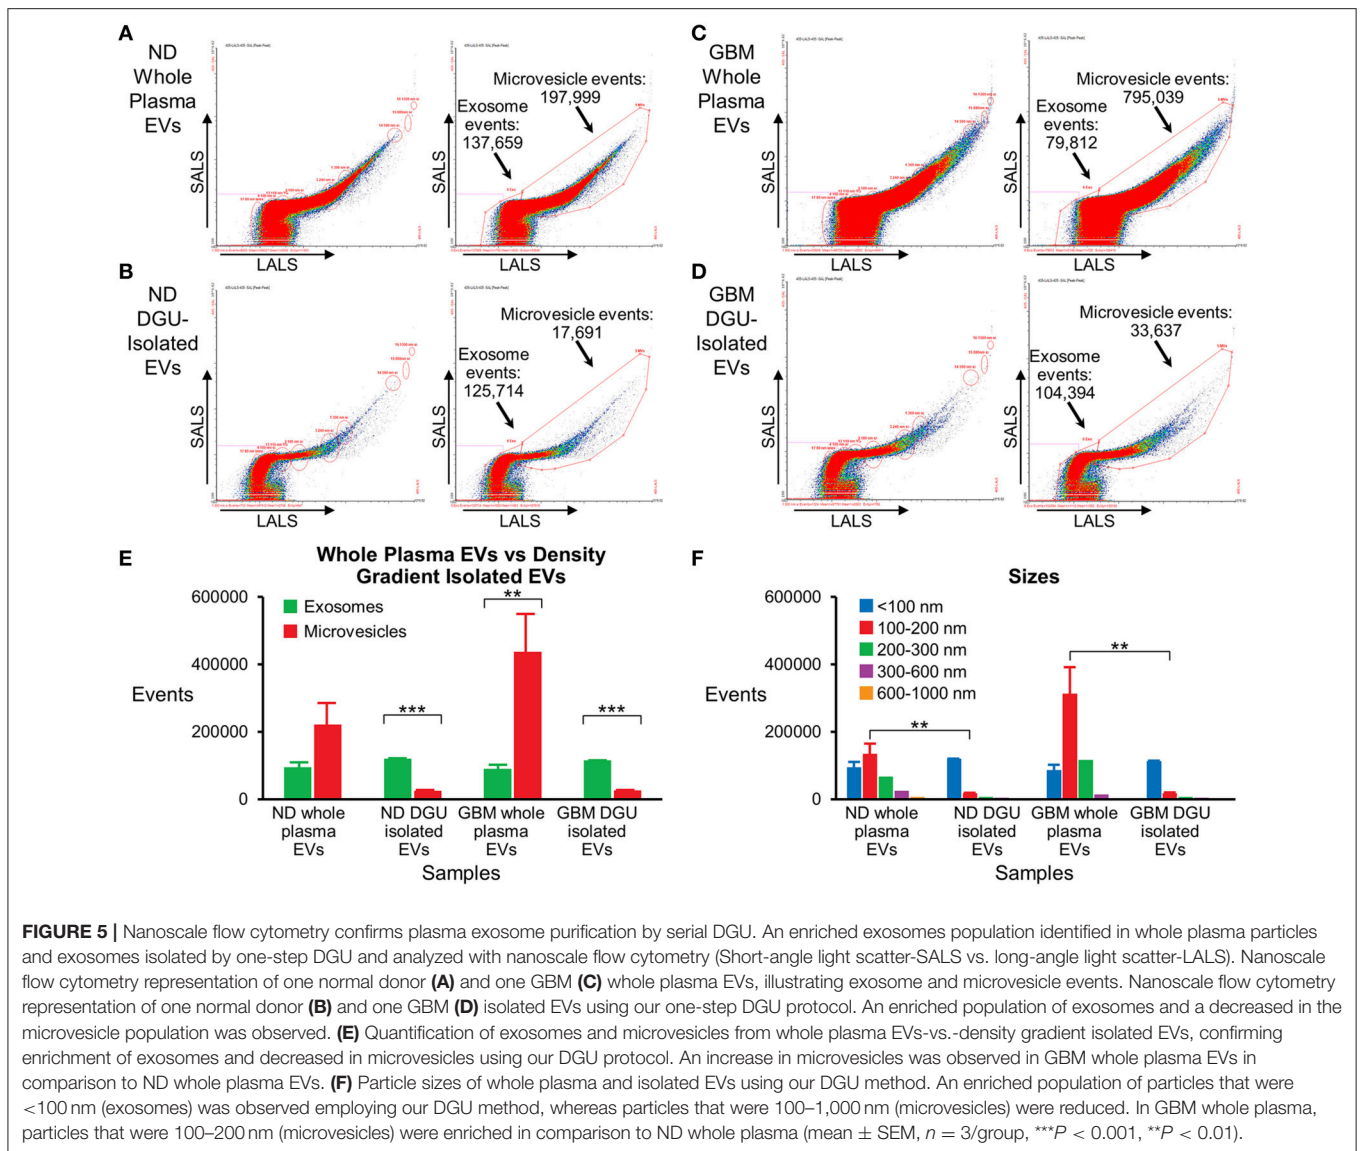 A
ND
Whole
Plasma
EVs
SALS
LALS
Microvesicle events:
197,999
Exosome
events:
137,659
LALS
C
GBM
Whole
Plasma
EVs
SALS
LALS
Microvesicle events:
795,039
Exosome
events:
79,812
LALS
B
ND
DGU-
Isolated
EVs
SALS
LALS
SALS
Microvesicle events:
17,691
Exosome
events:
125,714
LALS
D
GBM
DGU-
Isolated
EVs
SALS
LALS
SALS
Microvesicle events:
33,637
Exosome
events:
104,394
LALS
E
Whole Plasma EVs vs Density
Gradient Isolated EVs
600000
400000
200000
0
Events
Exosomes
Microvesicles
***
**
***
ND whole
plasma
EVs
ND DGU
isolated
EVs
GBM whole
plasma
EVs
GBM DGU
isolated
EVs
Samples
F
Sizes
600000
400000
200000
0
Events
<100 nm
100-200 nm
200-300 nm
300-600 nm
600-1000 nm
**
**
ND whole
plasma
EVs
ND DGU
isolated
EVs
GBM whole
plasma
EVs
GBM DGU
isolated
EVs
Samples
FIGURE 5 | Nanoscale flow cytometry confirms plasma exosome purification by serial DGU. An enriched exosomes population identified in whole plasma particles
and exosomes isolated by one-step DGU and analyzed with nanoscale flow cytometry (Short-angle light scatter-SALS vs. long-angle light scatter-LALS). Nanoscale
flow cytometry representation of one normal donor (A) and one GBM (C) whole plasma EVs, illustrating exosome and microvesicle events. Nanoscale flow cytometry
representation of one normal donor (B) and one GBM (D) isolated EVs using our one-step DGU protocol. An enriched population of exosomes and a decreased in the
microvesicle population was observed. (E) Quantification of exosomes and microvesicles from whole plasma EVs-vs.-density gradient isolated EVs, confirming
enrichment of exosomes and decreased in microvesicles using our DGU protocol. An increase in microvesicles was observed in GBM whole plasma EVs in
comparison to ND whole plasma EVs. (F) Particle sizes of whole plasma and isolated EVs using our DGU method. An enriched population of particles that were
<100 nm (exosomes) was observed employing our DGU method, whereas particles that were 100–1,000 nm (microvesicles) were reduced. In GBM whole plasma,
particles that were 100–200 nm (microvesicles) were enriched in comparison to ND whole plasma (mean ± SEM, n = 3/group, ***P < 0.001, **P < 0.01).